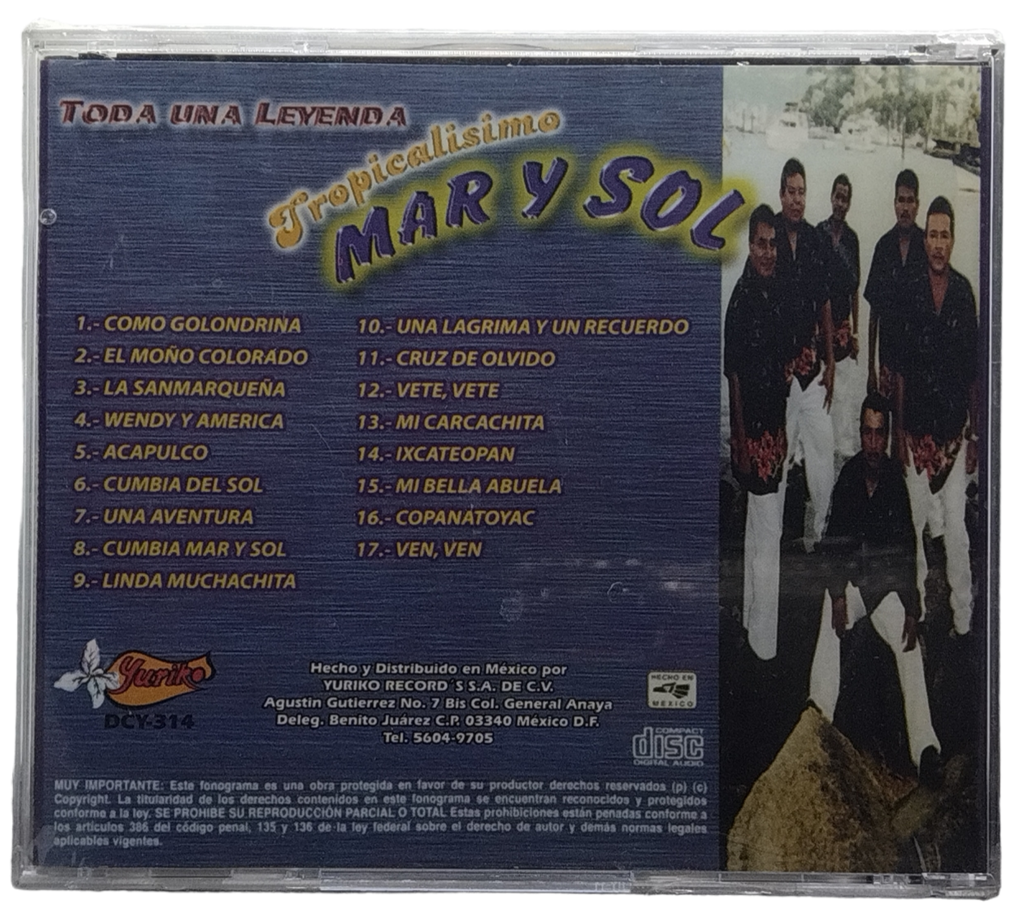 TODA UNA LEYENDA
Tropicalisimo
MAR Y SOL
1.- COMO GOLONDRINA
2.- EL MOÑO COLORADO
3.- LA SANMARQUEÑA
4.- WENDY Y AMERICA
5.- ACAPULCO
6.- CUMBIA DEL SOL
7.- UNA AVENTURA
8.- CUMBIA MAR Y SOL
9.- LINDA MUCHACHITA
10.- UNA LAGRIMA Y UN RECUERDO
11.- CRUZ DE OLVIDO
12.- VETE, VETE
13.- MI CARCACHITA
14.- IXCATEOPAN
15.- MI BELLA ABUELA
16.- COPANATOYAC
17.- VEN, VEN
Yuriko
DCY-314
Hecho y Distribuido en México por
YURIKO RECORD´S S.A. DE C.V.
Agustin Gutierrez No. 7 Bis Col. General Anaya
Deleg. Benito Juárez C.P. 03340 México D.F.
Tel. 5604-9705
HECHO EN
MEXICO
COMPACT
disc
DIGITAL AUDIO
MUY IMPORTANTE: Este fonograma es una obra protegida en favor de su productor derechos reservados (p) (c)
Copyright. La titularidad de los derechos contenidos en este fonograma se encuentran reconocidos y protegidos
conforme a la ley. SE PROHIBE SU REPRODUCCIÓN PARCIAL O TOTAL Estas prohibiciones están penadas conforme a
los articulos 386 del código penal, 135 y 136 de la ley federal sobre el derecho de autor y demás normas legales
aplicables vigentes.